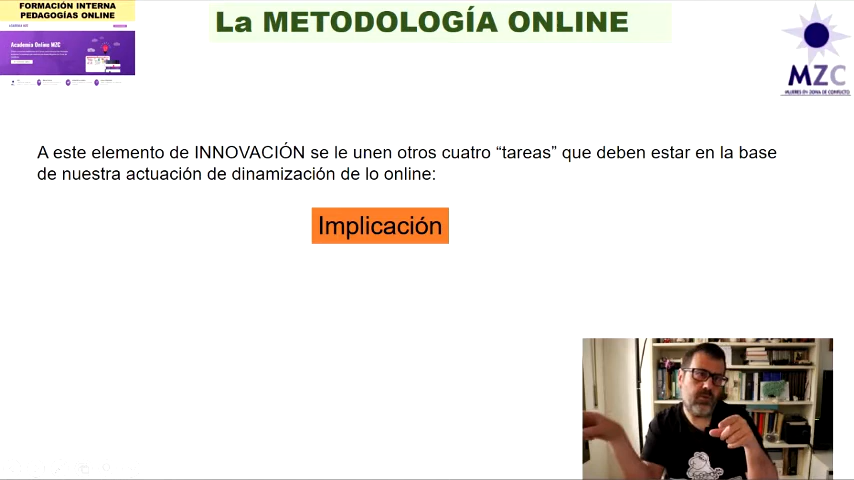 FORMACIÓN INTERNA
PEDAGOGÍAS ONLINE
Academia Online MZC
La METODOLOGÍA ONLINE
MZC
MUJERES EN ZONA DE CONFLICTO
A este elemento de INNOVACIÓN se le unen otros cuatro “tareas” que deben estar en la base
de nuestra actuación de dinamización de lo online:
Implicación